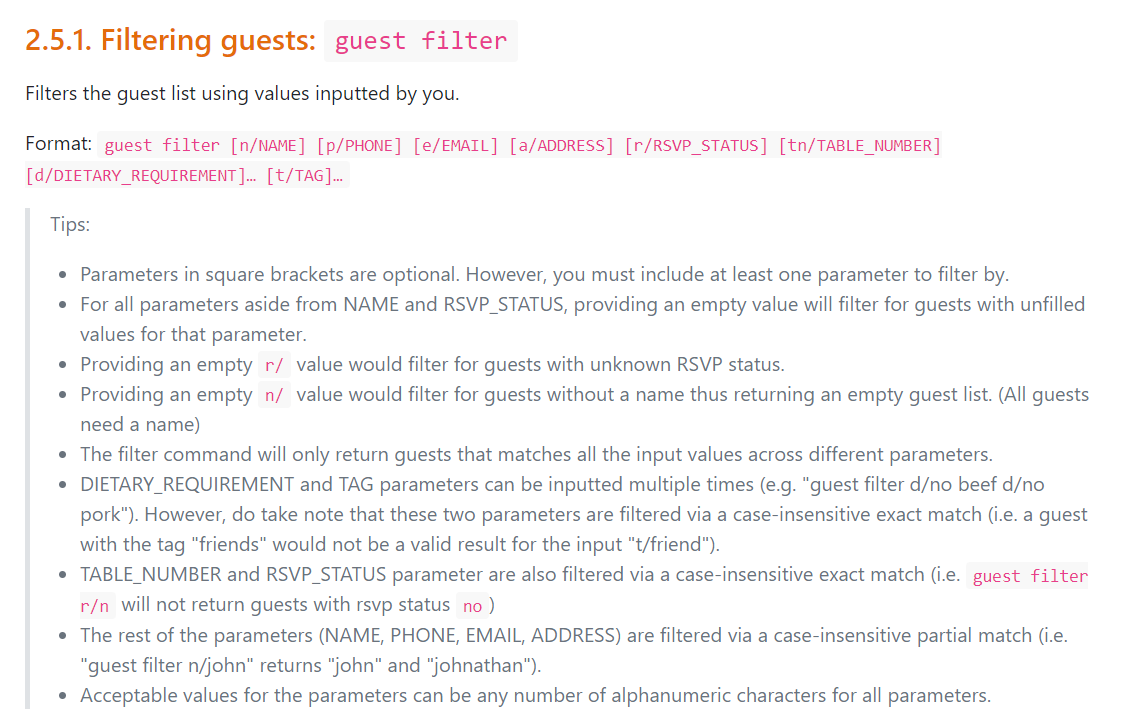 2.5.1. Filtering guests: guest filter
Filters the guest list using values inputted by you.
Format: guest filter [n/NAME] [p/PHONE] [e/EMAIL] [a/ADDRESS] [r/RSVP_STATUS] [tn/TABLE_NUMBER]
[d/DIETARY_REQUIREMENT]… [t/TAG]…
Tips:
• Parameters in square brackets are optional. However, you must include at least one parameter to filter by.
• For all parameters aside from NAME and RSVP_STATUS, providing an empty value will filter for guests with unfilled
values for that parameter.
• Providing an empty r/ value would filter for guests with unknown RSVP status.
• Providing an empty n/ value would filter for guests without a name thus returning an empty guest list. (All guests
need a name)
• The filter command will only return guests that matches all the input values across different parameters.
• DIETARY_REQUIREMENT and TAG parameters can be inputted multiple times (e.g. "guest filter d/no beef d/no
pork"). However, do take note that these two parameters are filtered via a case-insensitive exact match (i.e. a guest
with the tag "friends" would not be a valid result for the input "t/friend").
• TABLE_NUMBER and RSVP_STATUS parameter are also filtered via a case-insensitive exact match (i.e. guest filter
r/n will not return guests with rsvp status no )
• The rest of the parameters (NAME, PHONE, EMAIL, ADDRESS) are filtered via a case-insensitive partial match (i.e.
"guest filter n/john" returns "john" and "johnathan").
• Acceptable values for the parameters can be any number of alphanumeric characters for all parameters.